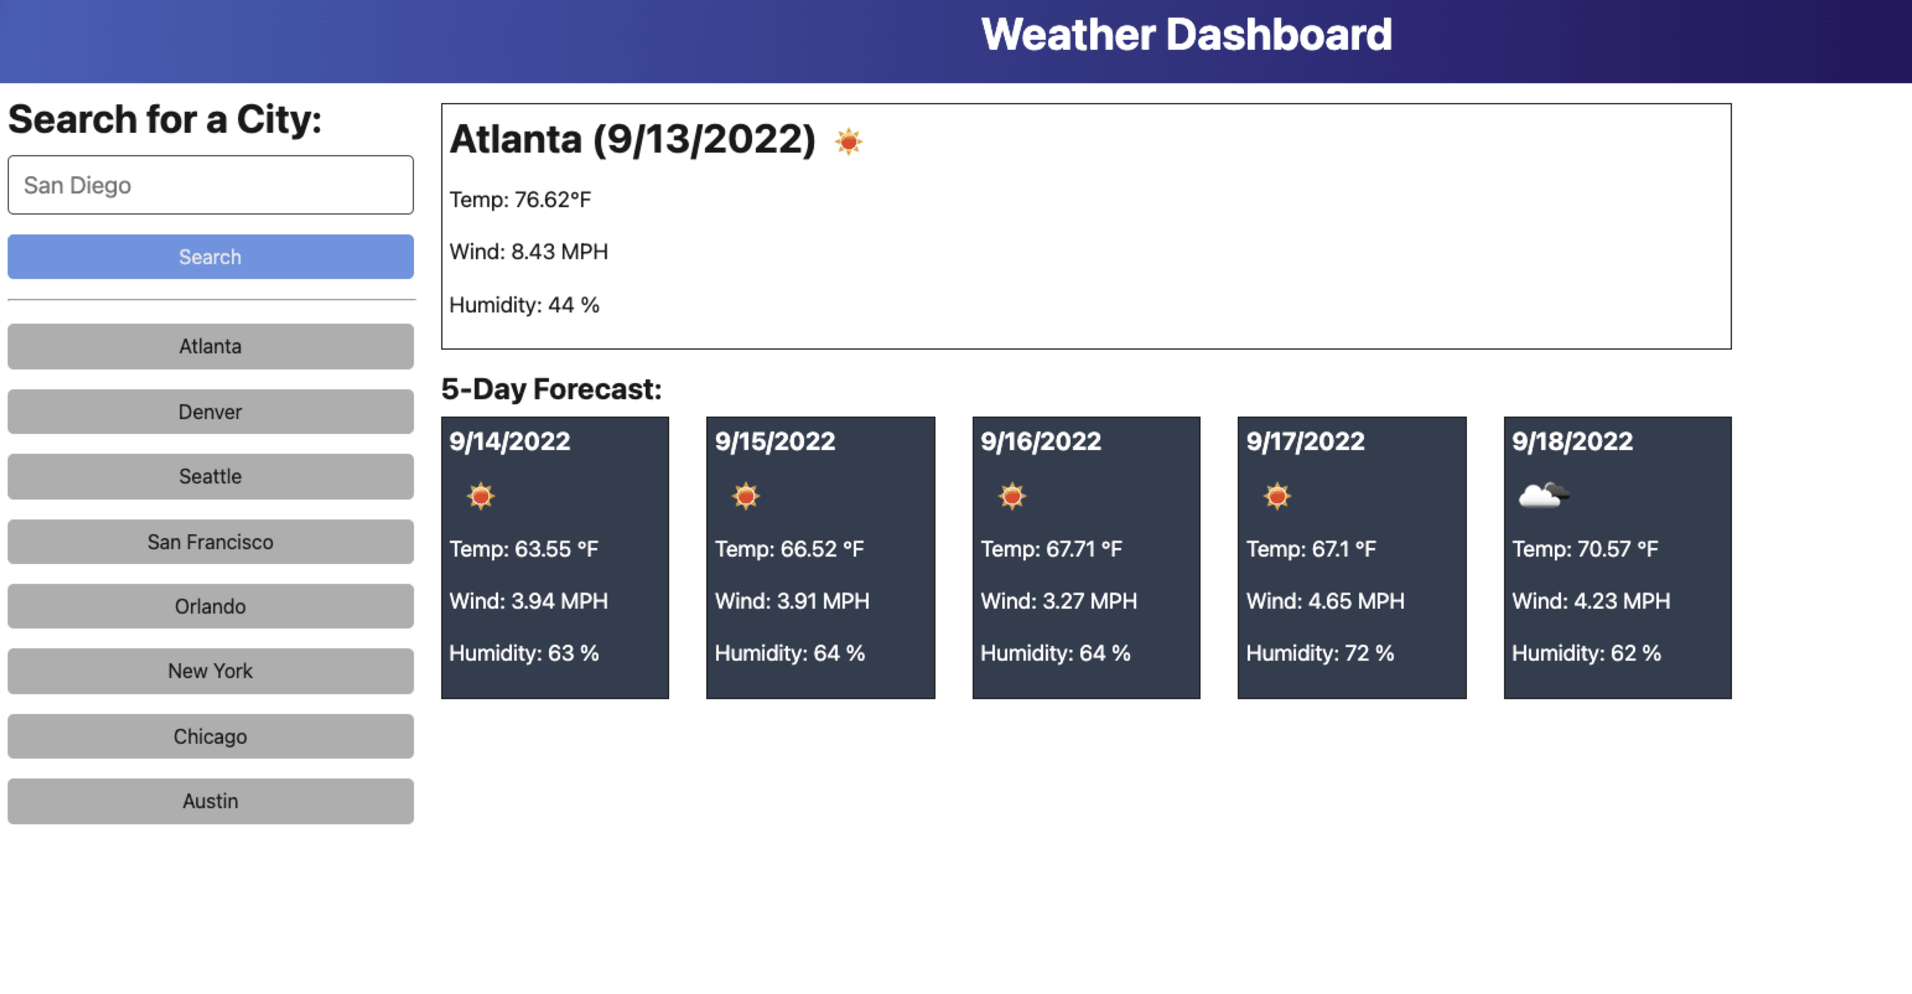 Weather Dashboard
Search for a City:
San Diego
Search
Atlanta
Denver
Seattle
San Francisco
Orlando
New York
Chicago
Austin
Atlanta (9/13/2022)
Temp: 76.62°F
Wind: 8.43 MPH
Humidity: 44 %
5-Day Forecast:
9/14/2022
Temp: 63.55 °F
Wind: 3.94 MPH
Humidity: 63 %
9/15/2022
Temp: 66.52 °F
Wind: 3.91 MPH
Humidity: 64 %
9/16/2022
Temp: 67.71 °F
Wind: 3.27 MPH
Humidity: 64 %
9/17/2022
Temp: 67.1 °F
Wind: 4.65 MPH
Humidity: 72 %
9/18/2022
Temp: 70.57 °F
Wind: 4.23 MPH
Humidity: 62 %